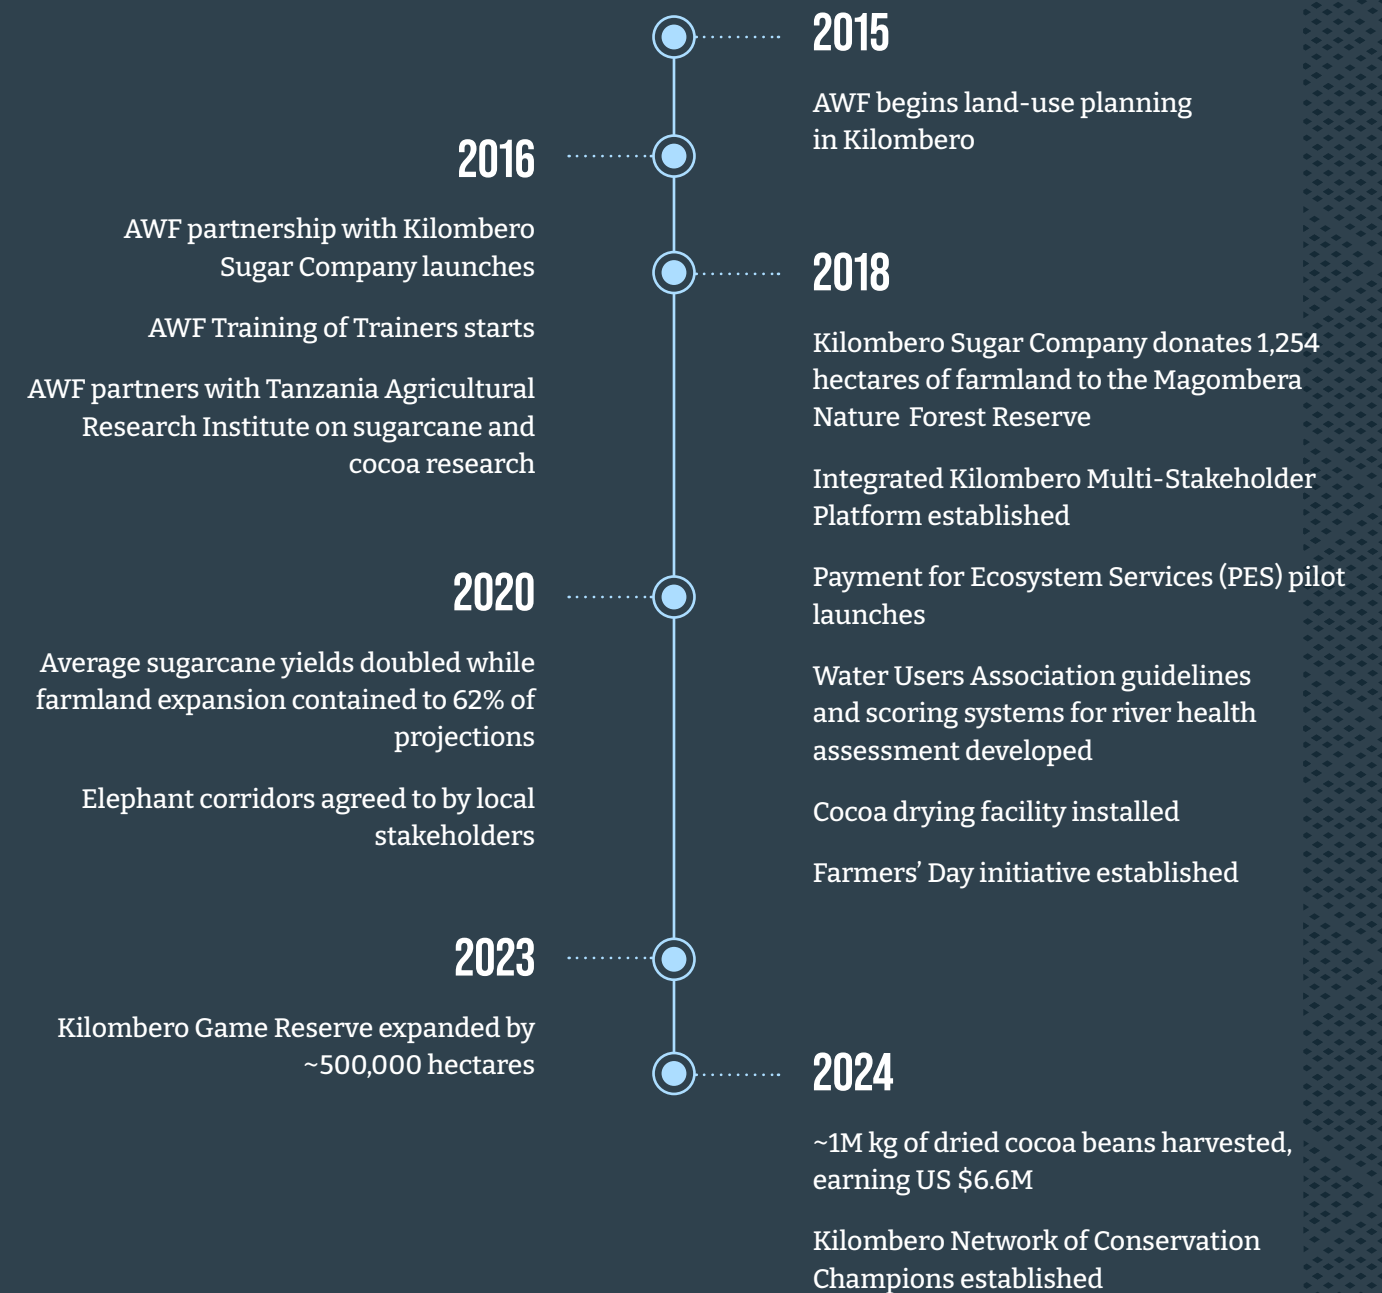 2015
AWF begins land-use planning
in Kilombero
2016
AWF partnership with Kilombero
Sugar Company launches
AWF Training of Trainers starts
AWF partners with Tanzania Agricultural
Research Institute on sugarcane and
cocoa research
2018
Kilombero Sugar Company donates 1,254
hectares of farmland to the Magombera
Nature Forest Reserve
Integrated Kilombero Multi-Stakeholder
Platform established
Payment for Ecosystem Services (PES) pilot
launches
Water Users Association guidelines
and scoring systems for river health
assessment developed
Cocoa drying facility installed
Farmers’ Day initiative established
2020
Average sugarcane yields doubled while
farmland expansion contained to 62% of
projections
Elephant corridors agreed to by local
stakeholders
2023
Kilombero Game Reserve expanded by
~500,000 hectares
2024
~1M kg of dried cocoa beans harvested,
earning US $6.6M
Kilombero Network of Conservation
Champions established